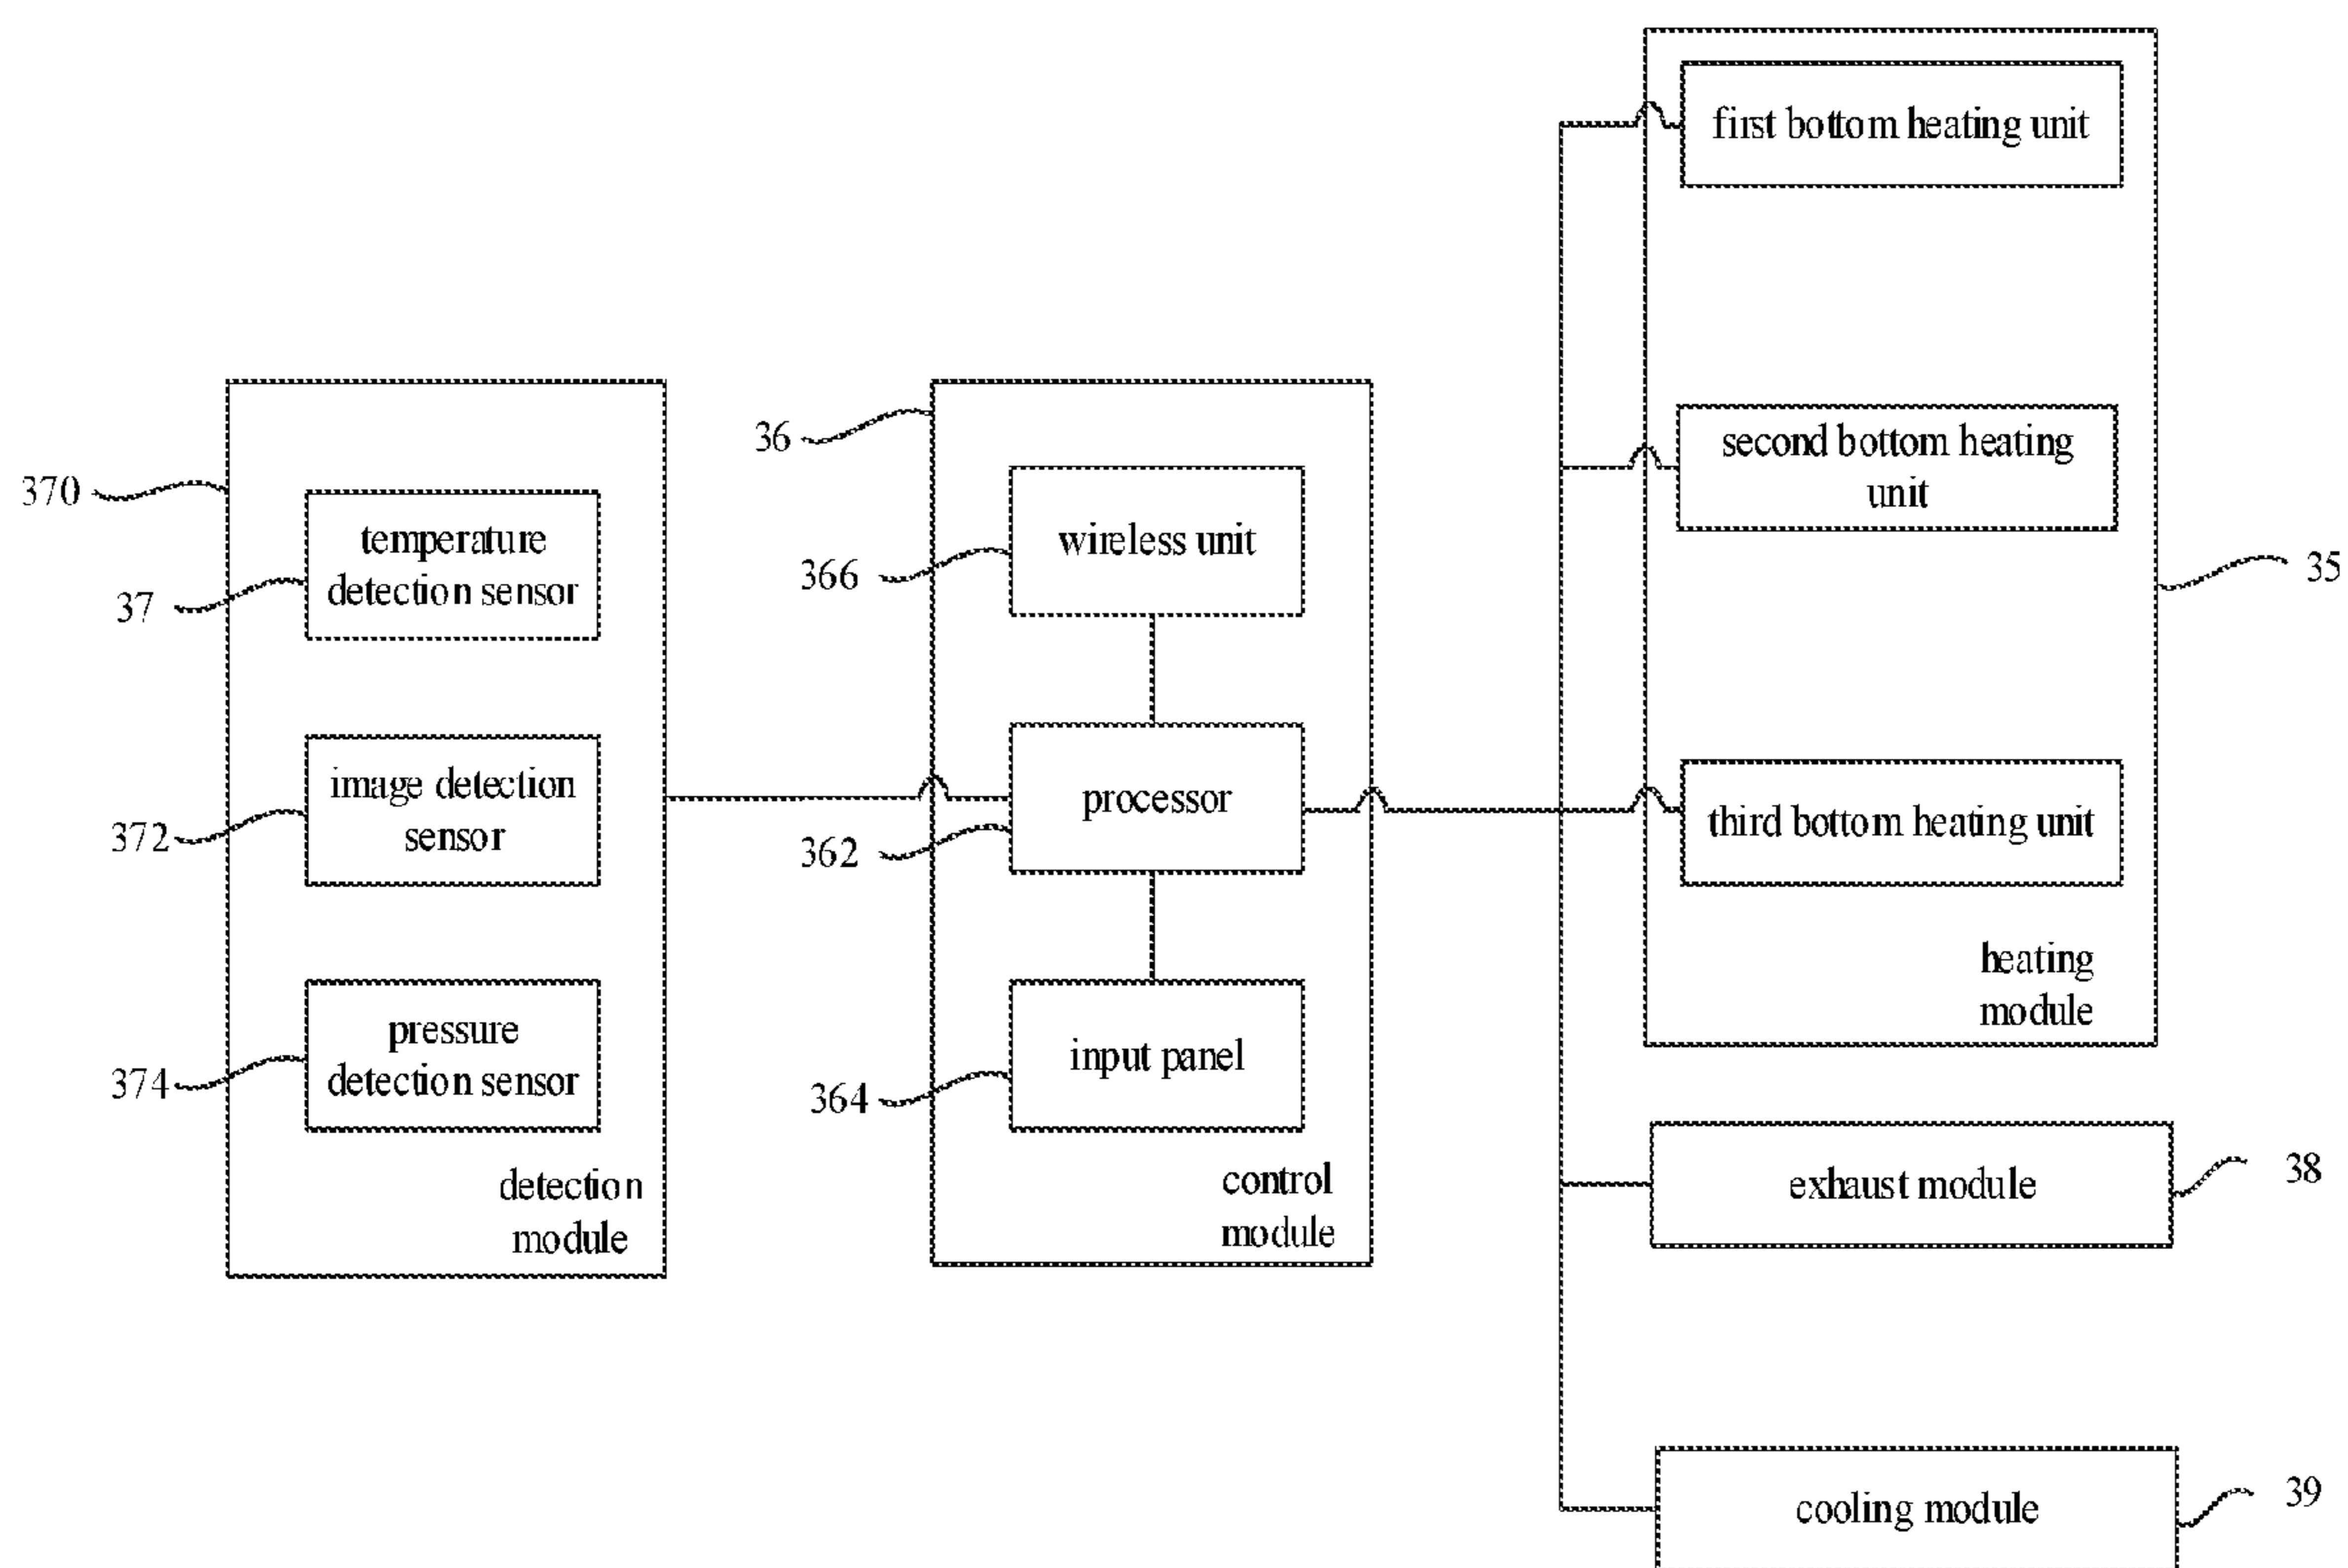 370
temperature
detection sensor
37
image detection
sensor
372
pressure
detection sensor
374
detection
module
36
wireless unit
366
processor
362
input panel
364
control
module
first bottom heating unit
second bottom heating
unit
35
third bottom heating unit
heating
module
exhaust module
38
cooling module
39